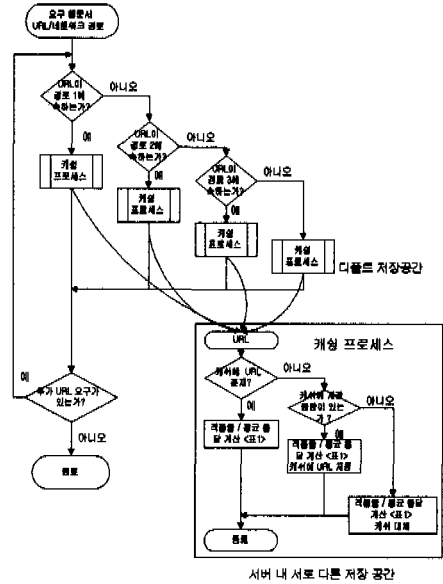 요구 웹문서
URL/네트워크 경로
URL이
경로 1에
속하는가?
아니오
예
캐싱
프로세스
URL이
경로 2에
속하는가?
아니오
예
캐싱
프로세스
URL이
경로 3에
속하는가?
아니오
예
캐싱
프로세스
캐싱
프로세스
디폴트 저장공간
추가 URL 요구가
있는가?
예
아니오
종료
캐싱 프로세스
URL
캐쉬에 URL
존재?
아니오
예
적중률 / 평균 응
답 계산 <표1>
캐쉬에 저장
공간이 있는
가 ?
아니오
예
적중률 / 평균 응
답 계산 <표1>
캐쉬에 URL 저장
적중률 / 평균 응답
계산 <표1>
캐쉬 대체
종료
서버 내 서로 다른 저장 공간